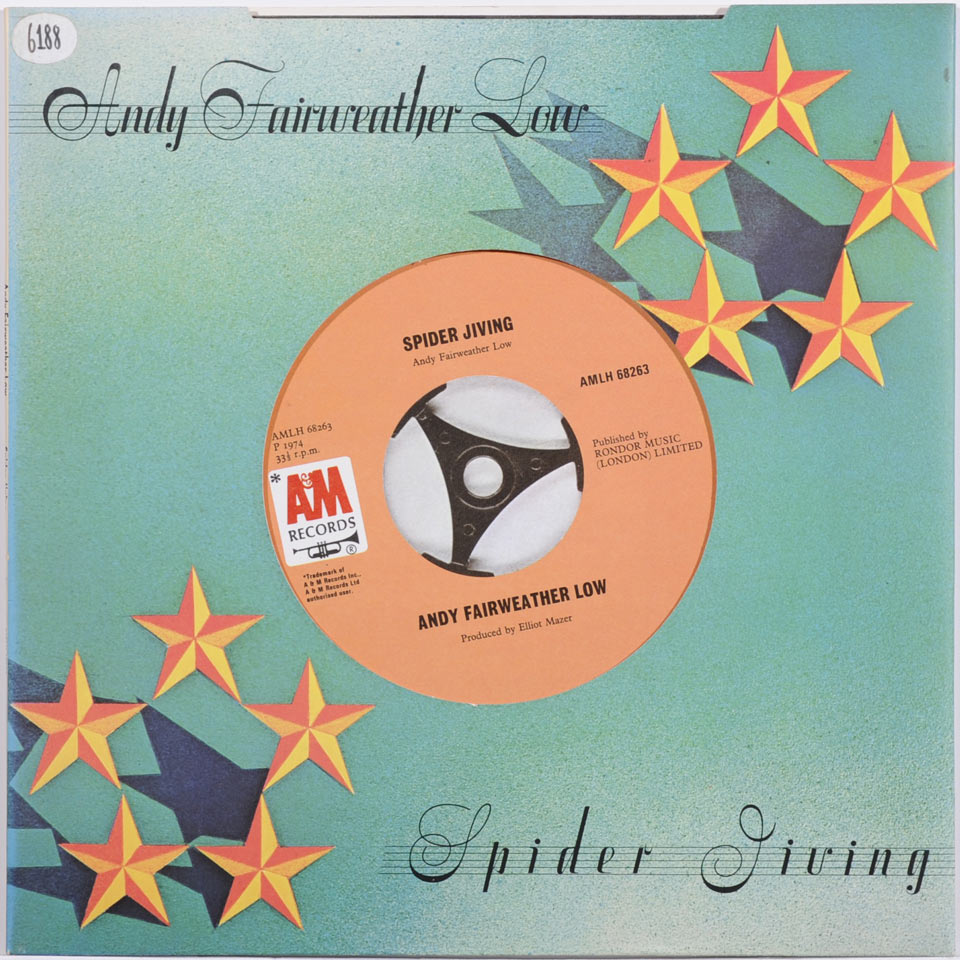 6188
Andy Fairweather Low
SPIDER JIVING
Andy Fairweather Low
AMLH 68263
AMLH 68263
P 1974
33⅓ r.p.m.
Published by
RONDOR MUSIC
(LONDON) LIMITED
* A&M
RECORDS
®
*Trademark of
A & M Records Inc.,
A & M Records Ltd
authorised user.
ANDY FAIRWEATHER LOW
Produced by Elliot Mazer
Spider Jiving